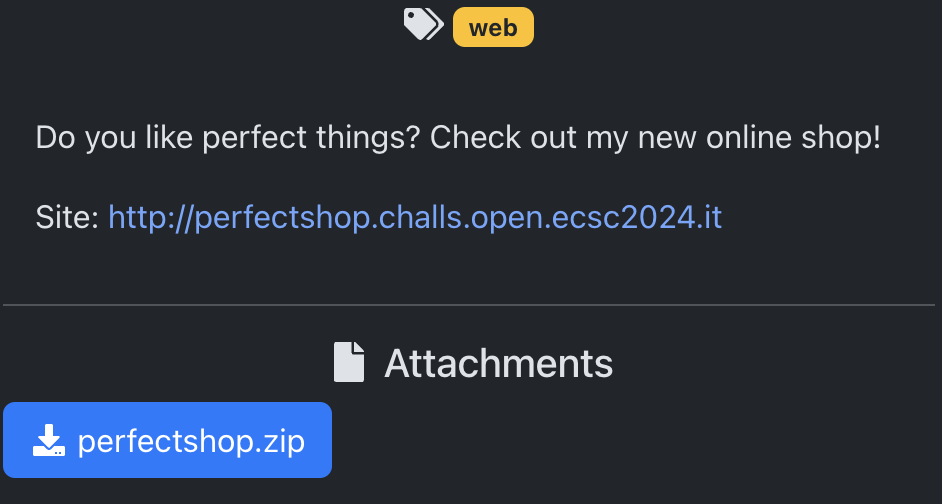 web
Do you like perfect things? Check out my new online shop!
Site: http://perfectshop.challs.open.ecsc2024.it
Attachments
perfectshop.zip